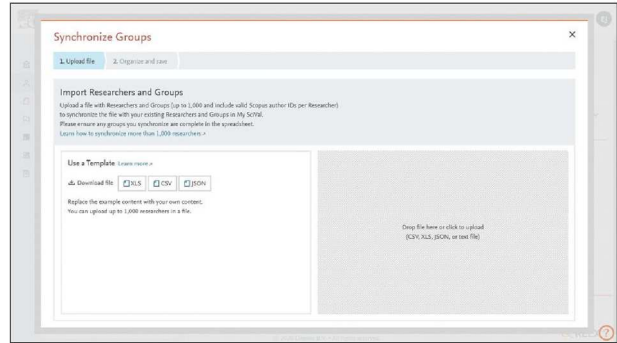 Synchronize Groups
×
1. Upload file 2. Organize and save
Import Researchers and Groups
Upload a file with Researchers and Groups (up to 1,000 and include valid Scopus author IDs per Researcher)
to synchronize the file with your existing Researchers and Groups in My SciVal.
Please ensure any groups you synchronize are complete in the spreadsheet.
Learn how to synchronize more than 1,000 researchers
Use a Template Learn more
Download file XLS CSV JSON
Replace the example content with your own content.
You can upload up to 1,000 researchers in a file.
Drop file here or click to upload
(CSV, XLS, JSON, or text file)
?